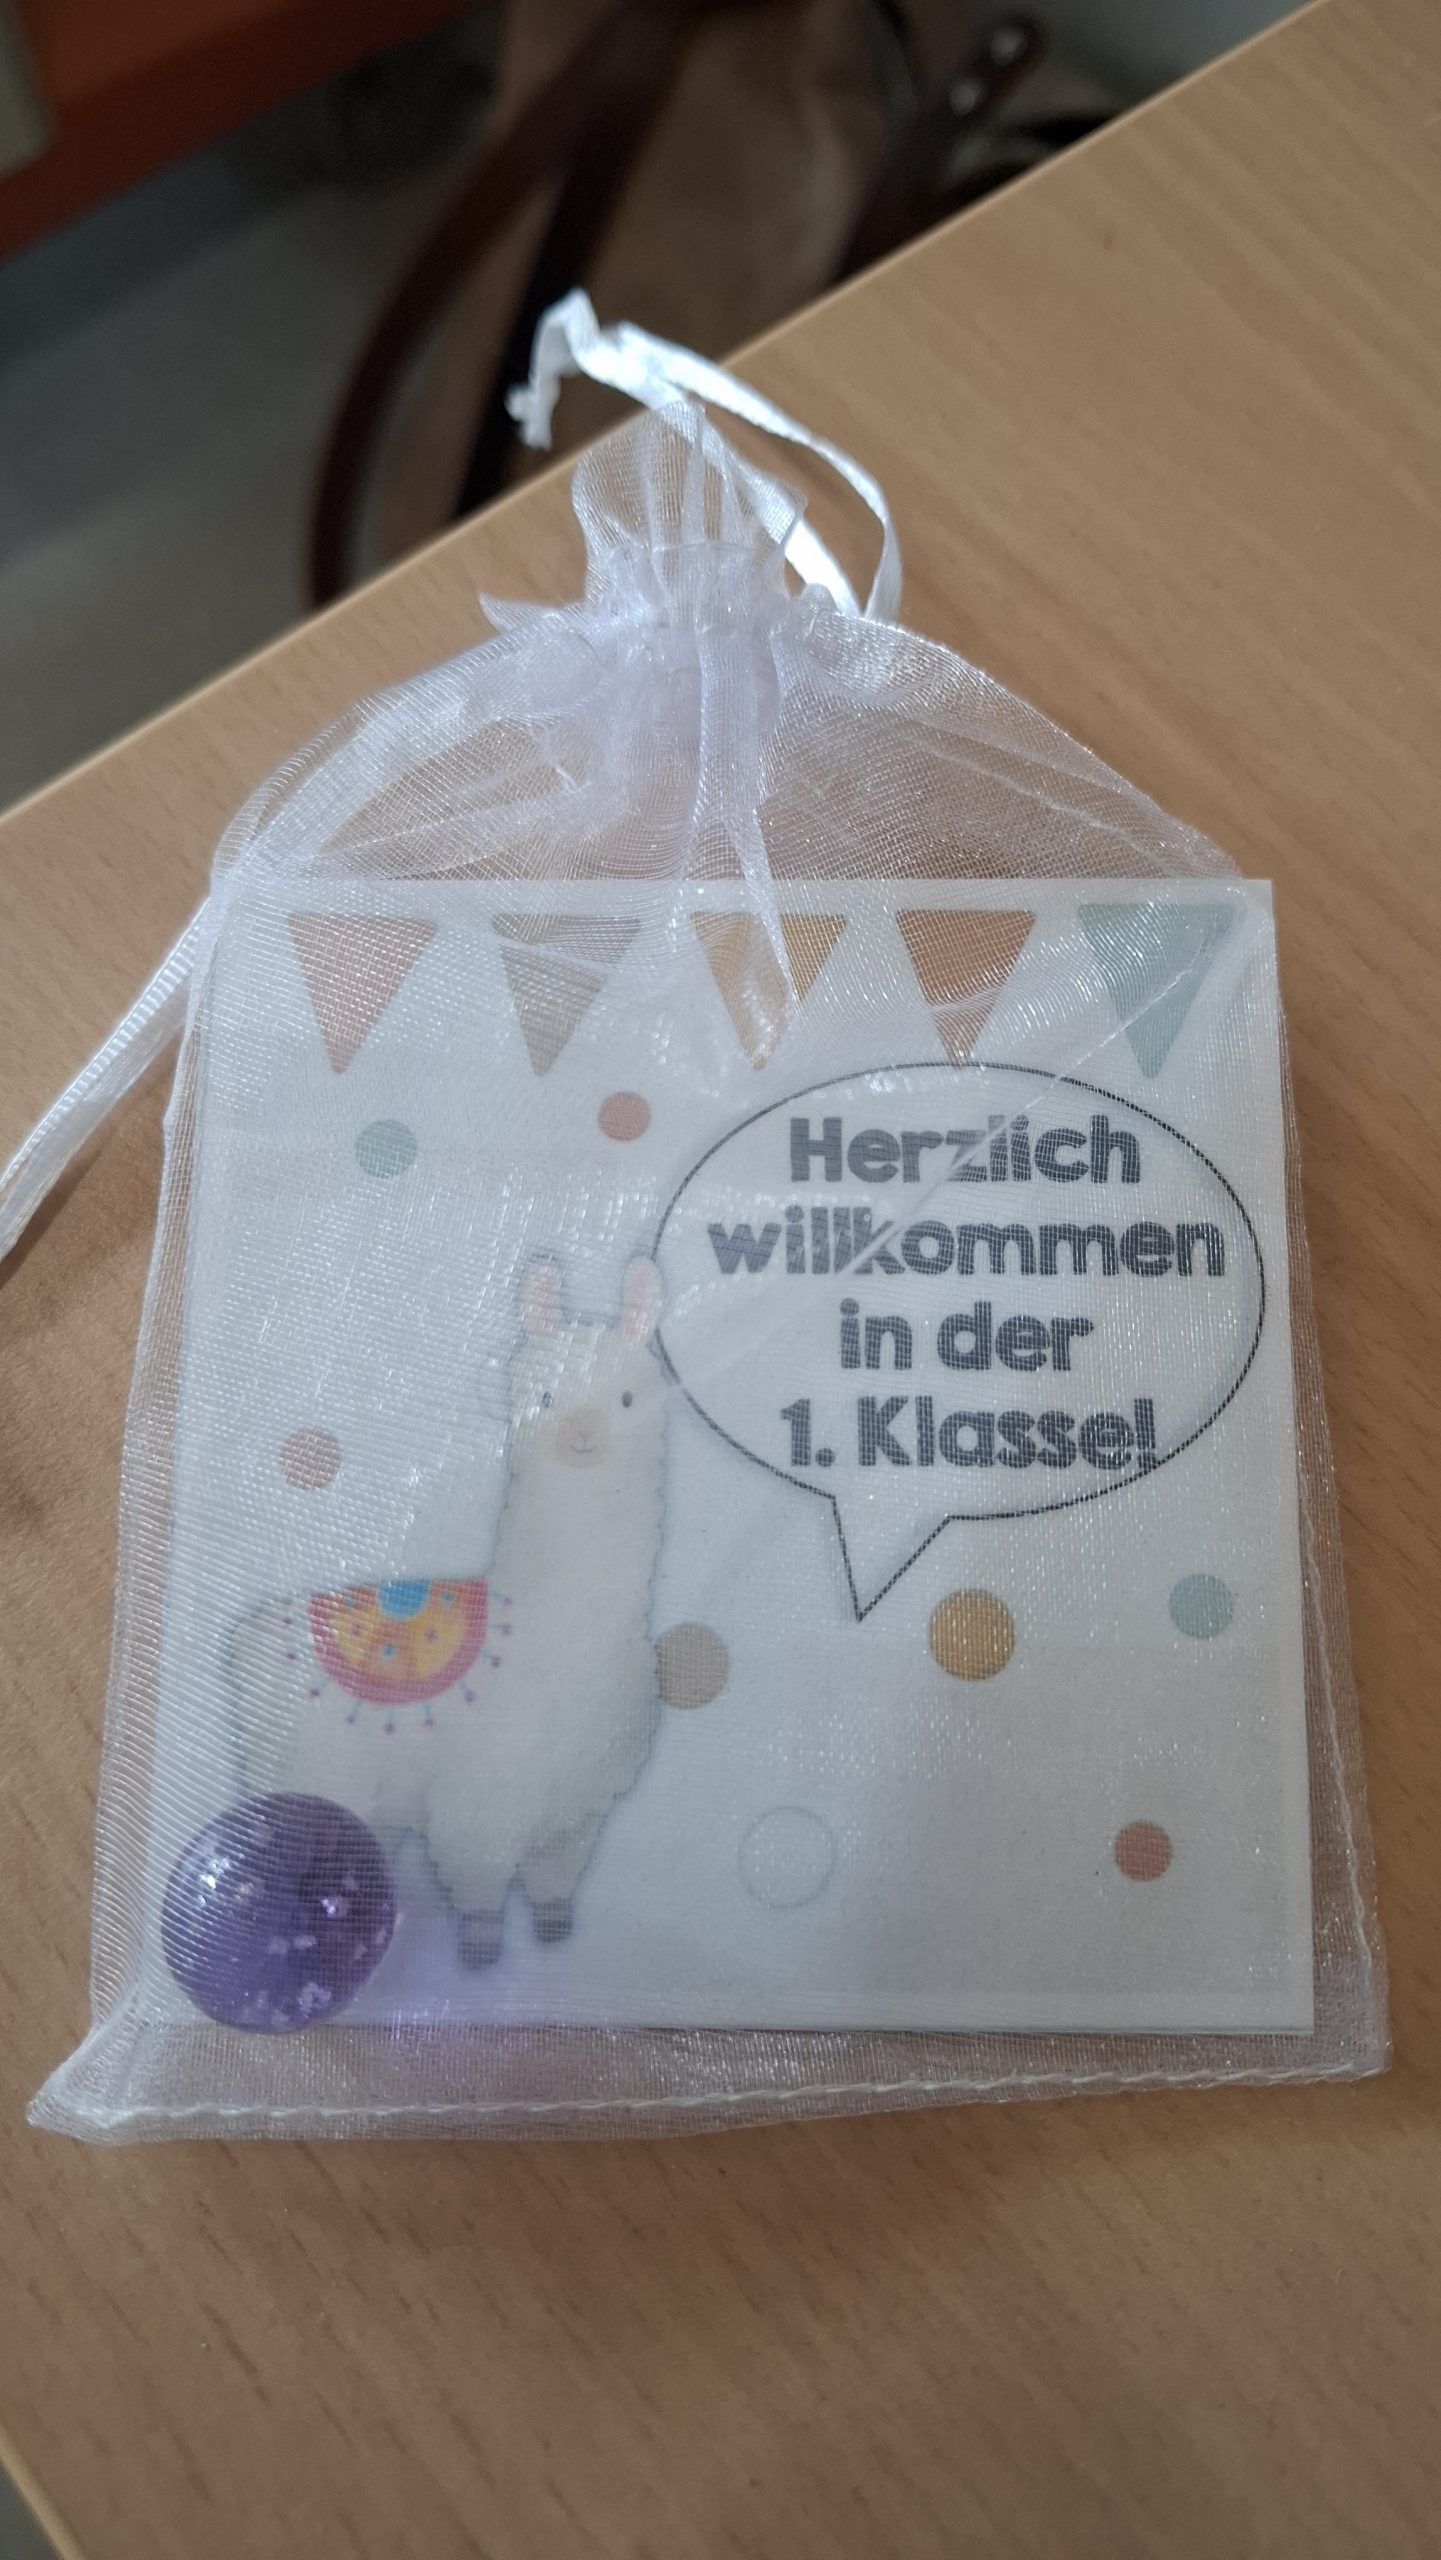 Herzlich
willkommen
in der
1. Klasse!